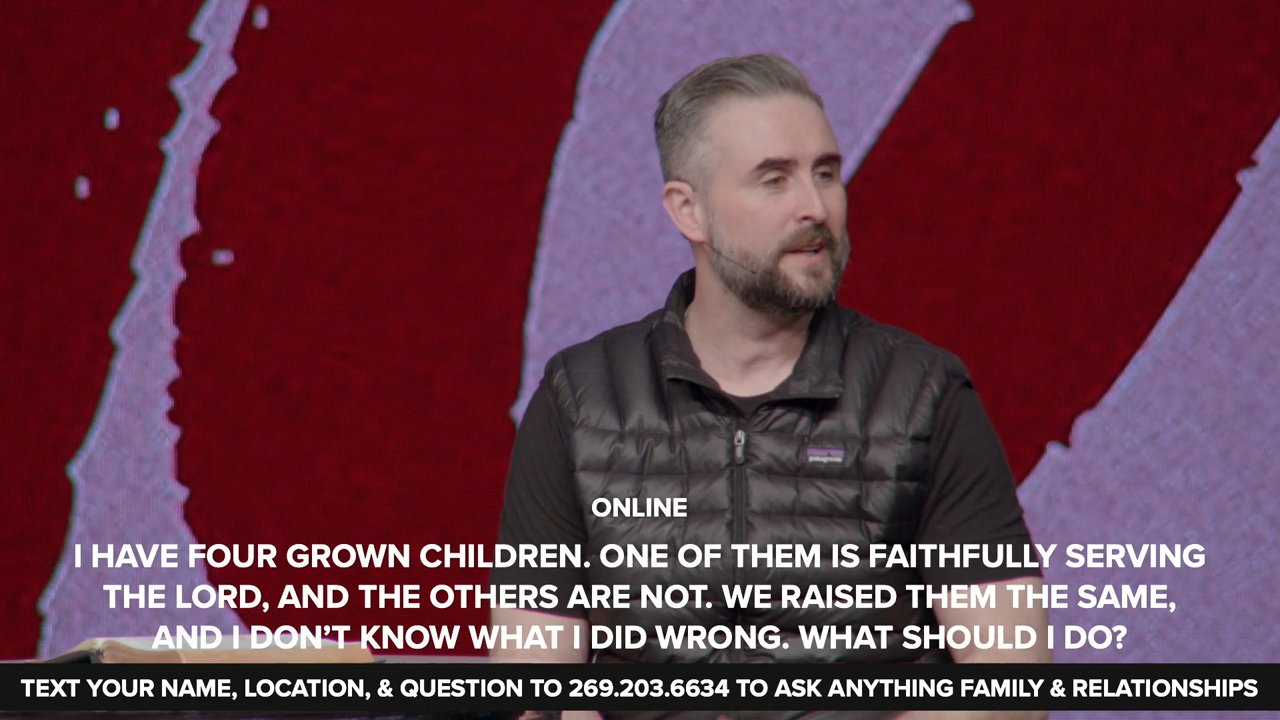 ONLINE
I HAVE FOUR GROWN CHILDREN. ONE OF THEM IS FAITHFULLY SERVING
THE LORD, AND THE OTHERS ARE NOT. WE RAISED THEM THE SAME,
AND I DON'T KNOW WHAT I DID WRONG. WHAT SHOULD I DO?
TEXT YOUR NAME, LOCATION, & QUESTION TO 269.203.6634 TO ASK ANYTHING FAMILY & RELATIONSHIPS